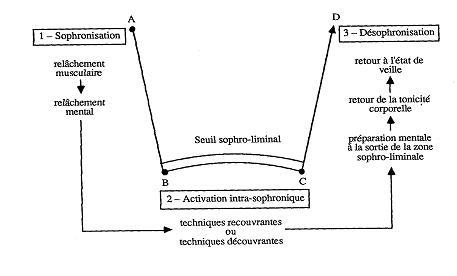 A
D
1 – Sophronisation
3 – Désophronisation
relâchement
musculaire
relâchement
mental
retour à l'état de
veille
retour de la tonicité
corporelle
préparation mentale
à la sortie de la zone
sophro-liminale
Seuil sophro-liminal
B
C
2 – Activation intra-sophronique
techniques recouvrantes
ou
techniques découvrantes